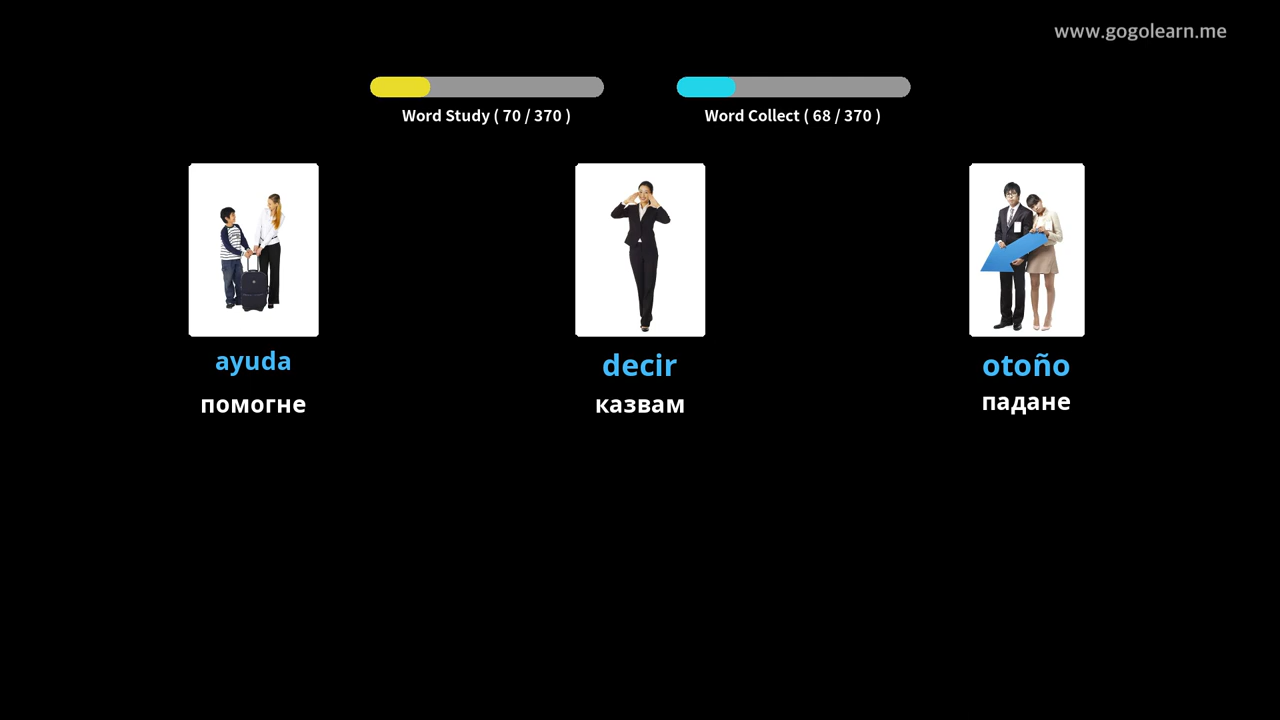 www.gogolearn.me
Word Study ( 70 / 370 )
Word Collect ( 68 / 370 )
ayuda
помогне
decir
казвам
otoño
падане